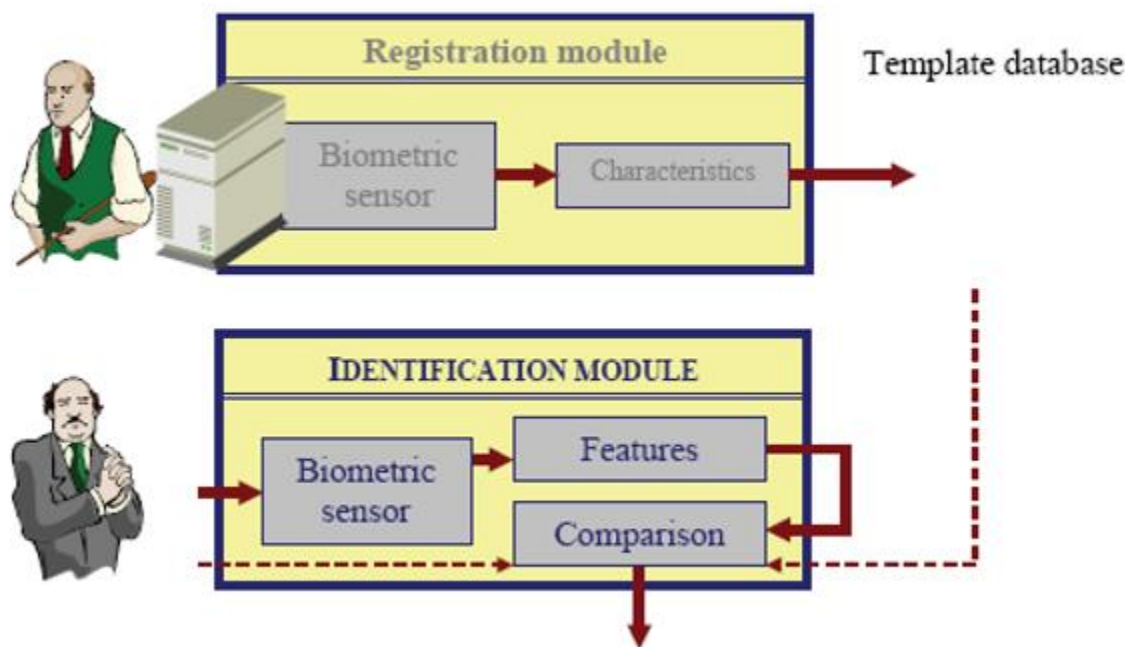 Registration module
Template database
Biometric
sensor
Characteristics
IDENTIFICATION MODULE
Biometric
sensor
Features
Comparison